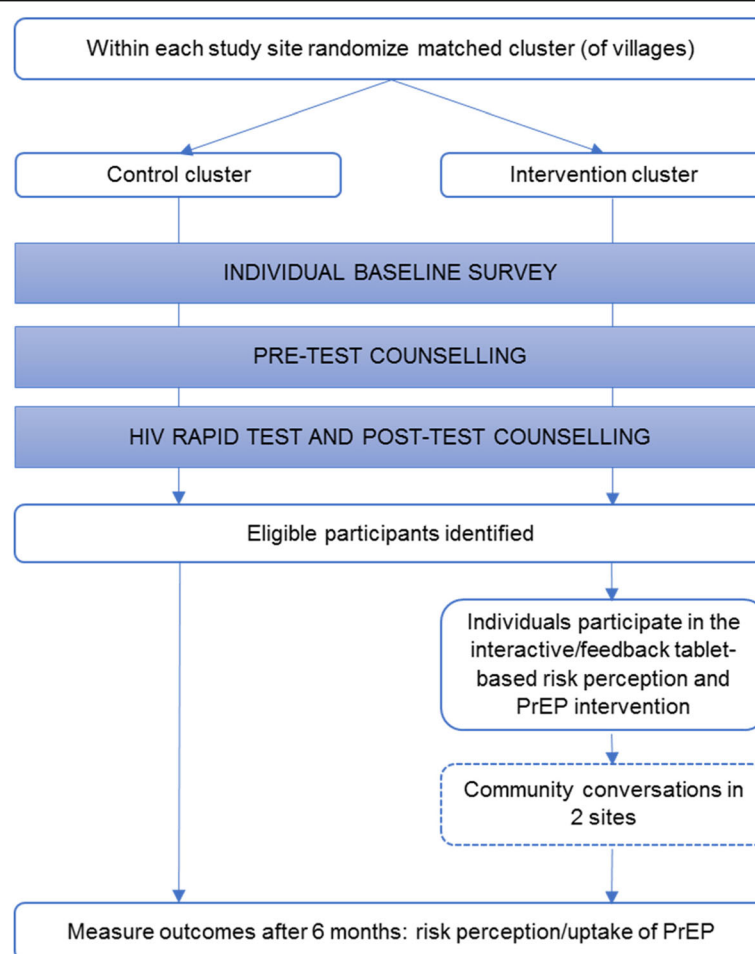 Within each study site randomize matched cluster (of villages)
Control cluster
Intervention cluster
INDIVIDUAL BASELINE SURVEY
PRE-TEST COUNSELLING
HIV RAPID TEST AND POST-TEST COUNSELLING
Eligible participants identified
Individuals participate in the
interactive/feedback tablet-
based risk perception and
PrEP intervention
Community conversations in
2 sites
Measure outcomes after 6 months: risk perception/uptake of PrEP